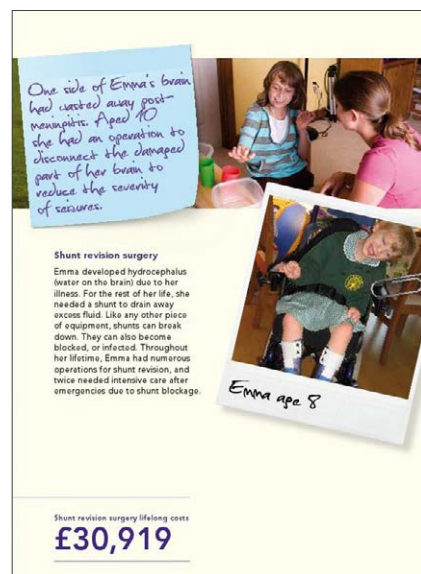 One side of Emma's brain
had wasted away post-
meningitis. Aged 10
she had an operation to
disconnect the damaged
part of her brain to
reduce the severity
of seizures.
Emma age 8
Shunt revision surgery
Emma developed hydrocephalus
(water on the brain) due to her
illness. For the rest of her life, she
needed a shunt to drain away
excess fluid. Like any other piece
of equipment, shunts can break
down. They can also become
blocked, or infected. Throughout
her lifetime, Emma had numerous
operations for shunt revision, and
twice needed intensive care after
emergencies due to shunt blockage.
Shunt revision surgery lifelong costs
£30,919